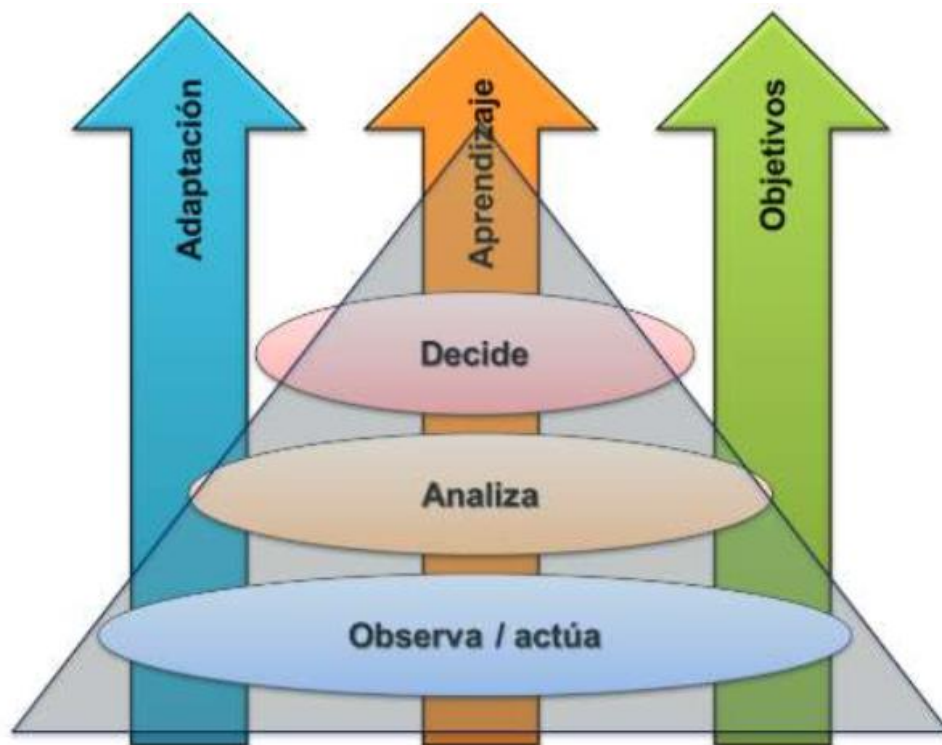 Adaptación
Aprendizaje
Objetivos
Decide
Analiza
Observa / actúa